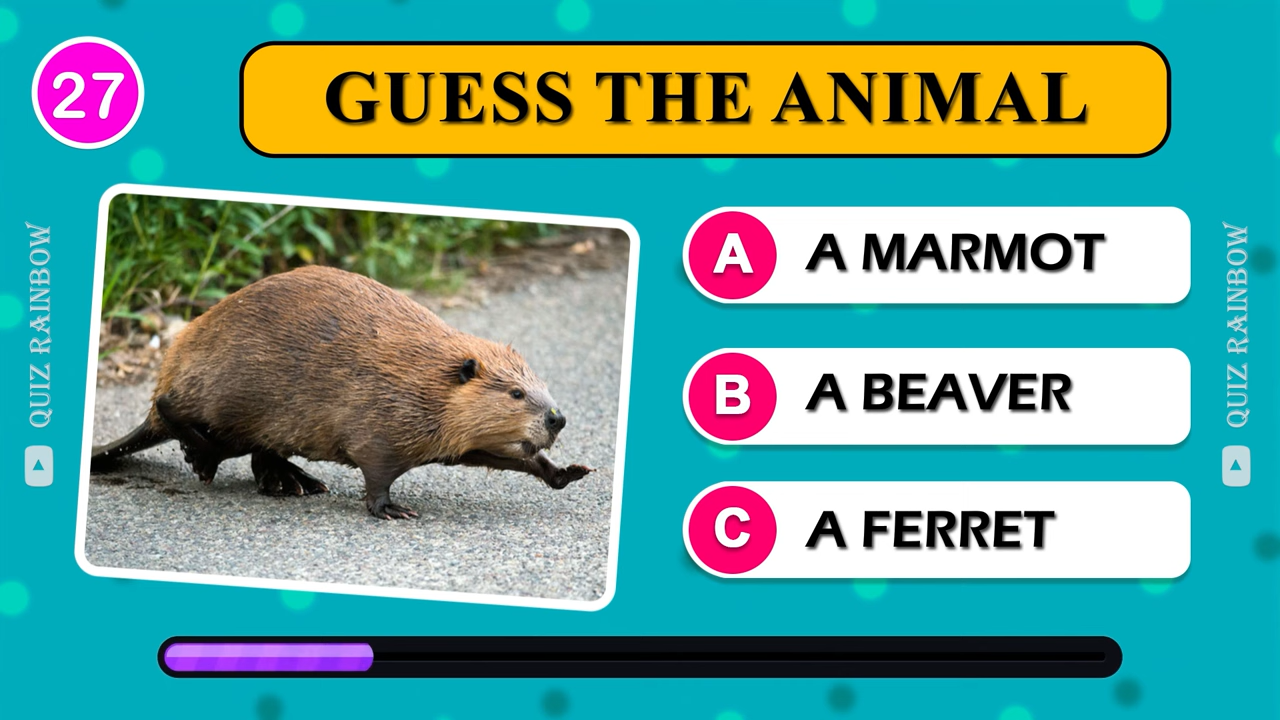 27
GUESS THE ANIMAL
A
A MARMOT
B
A BEAVER
C
A FERRET
QUIZ RAINBOW
QUIZ RAINBOW